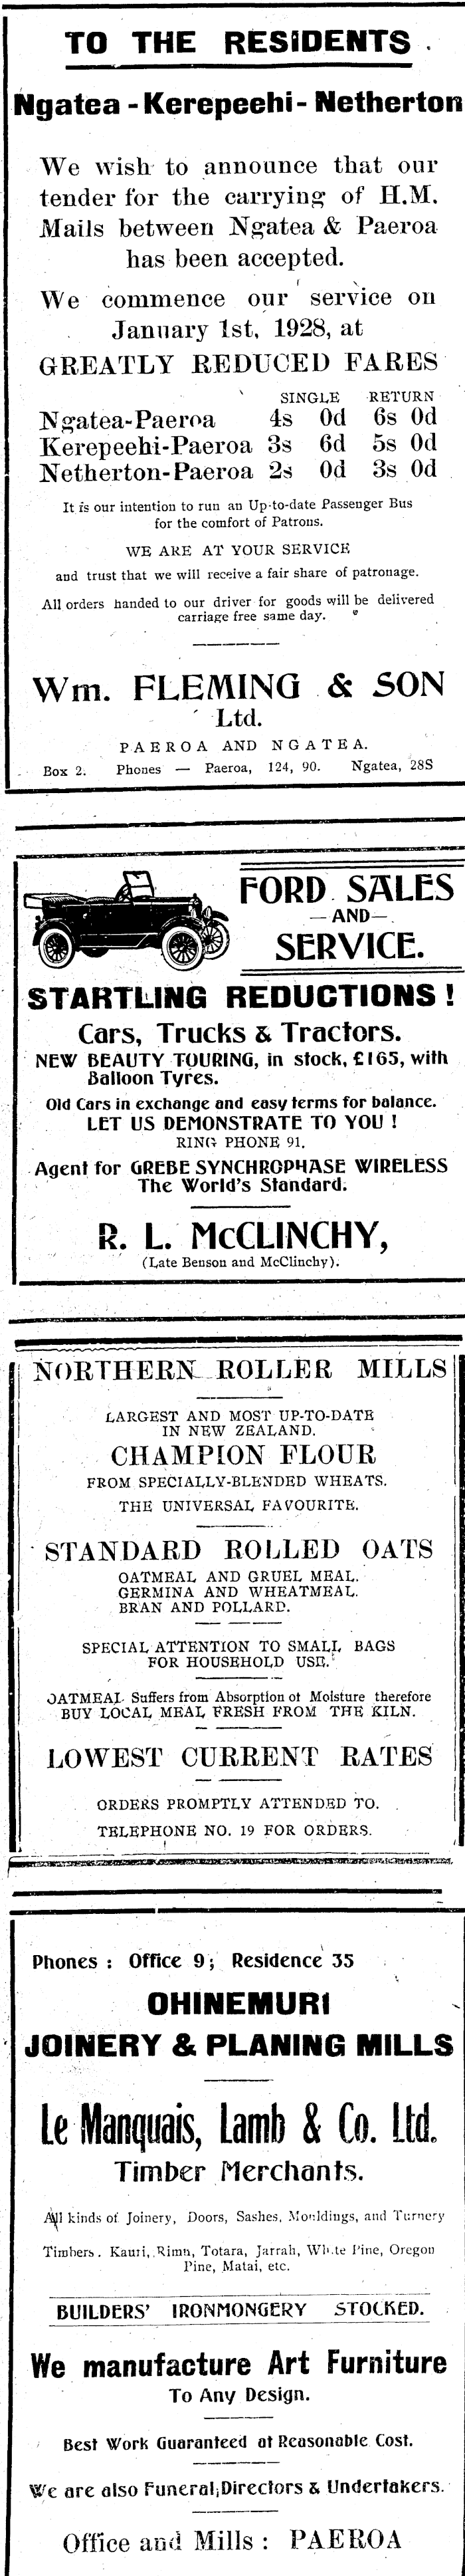 TO THE RESIDENTS
Ngatea - Kerepeehi - Netherton
We wish to announce that our
tender for the carrying of H.M.
Mails between Ngatea & Paeroa
has been accepted.
We commence our service on
January 1st, 1928, at
GREATLY REDUCED FARES
SINGLE RETURN
Ngatea-Paeroa 4s 0d 6s 0d
Kerepeehi-Paeroa 3s 6d 5s 0d
Netherton-Paeroa 2s 0d 3s 0d
It is our intention to run an Up-to-date Passenger Bus
for the comfort of Patrons.
WE ARE AT YOUR SERVICE
and trust that we will receive a fair share of patronage.
All orders handed to our driver for goods will be delivered
carriage free same day.
Wm. FLEMING & SON
Ltd.
PAEROA AND NGATEA.
Box 2. Phones — Paeroa, 124, 90. Ngatea, 28S
FORD SALES
—AND—
SERVICE.
STARTLING REDUCTIONS!
Cars, Trucks & Tractors.
NEW BEAUTY TOURING, in stock, £165, with
Balloon Tyres.
Old Cars in exchange and easy terms for balance.
LET US DEMONSTRATE TO YOU!
RING PHONE 91.
Agent for GREBE SYNCHROPHASE WIRELESS
The World's Standard.
R. L. McCLINCHY,
(Late Benson and McClinchy).
NORTHERN ROLLER MILLS
LARGEST AND MOST UP-TO-DATE
IN NEW ZEALAND.
CHAMPION FLOUR
FROM SPECIALLY-BLENDED WHEATS.
THE UNIVERSAL FAVOURITE.
STANDARD ROLLED OATS
OATMEAL AND GRUEL MEAL.
GERMINA AND WHEATMEAL.
BRAN AND POLLARD.
SPECIAL ATTENTION TO SMALL BAGS
FOR HOUSEHOLD USE.
OATMEAL Suffers from Absorption of Moisture therefore
BUY LOCAL MEAL FRESH FROM THE KILN.
LOWEST CURRENT RATES
ORDERS PROMPTLY ATTENDED TO.
TELEPHONE NO. 19 FOR ORDERS.
Phones : Office 9; Residence 35
OHINEMURI
JOINERY & PLANING MILLS
Le Manquais, Lamb & Co. Ltd.
Timber Merchants.
All kinds of Joinery, Doors, Sashes, Mouldings, and Turnery
Timbers. Kauri, Rimu, Totara, Jarrah, White Pine, Oregon
Pine, Matai, etc.
BUILDERS' IRONMONGERY STOCKED.
We manufacture Art Furniture
To Any Design.
Best Work Guaranteed at Reasonable Cost.
We are also Funeral Directors & Undertakers.
Office and Mills : PAEROA